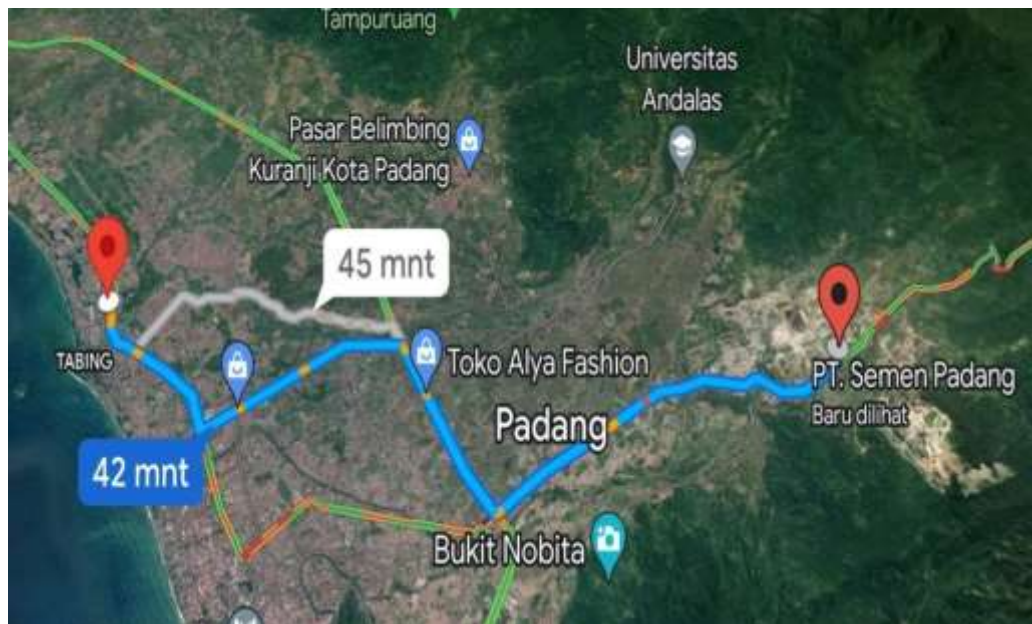 Tampuruang
Universitas
Andalas
Pasar Belimbing
Kuranji Kota Padang
45 mnt
TABING
Toko Alya Fashion
PT. Semen Padang
Baru dilihat
Padang
42 mnt
Bukit Nobita